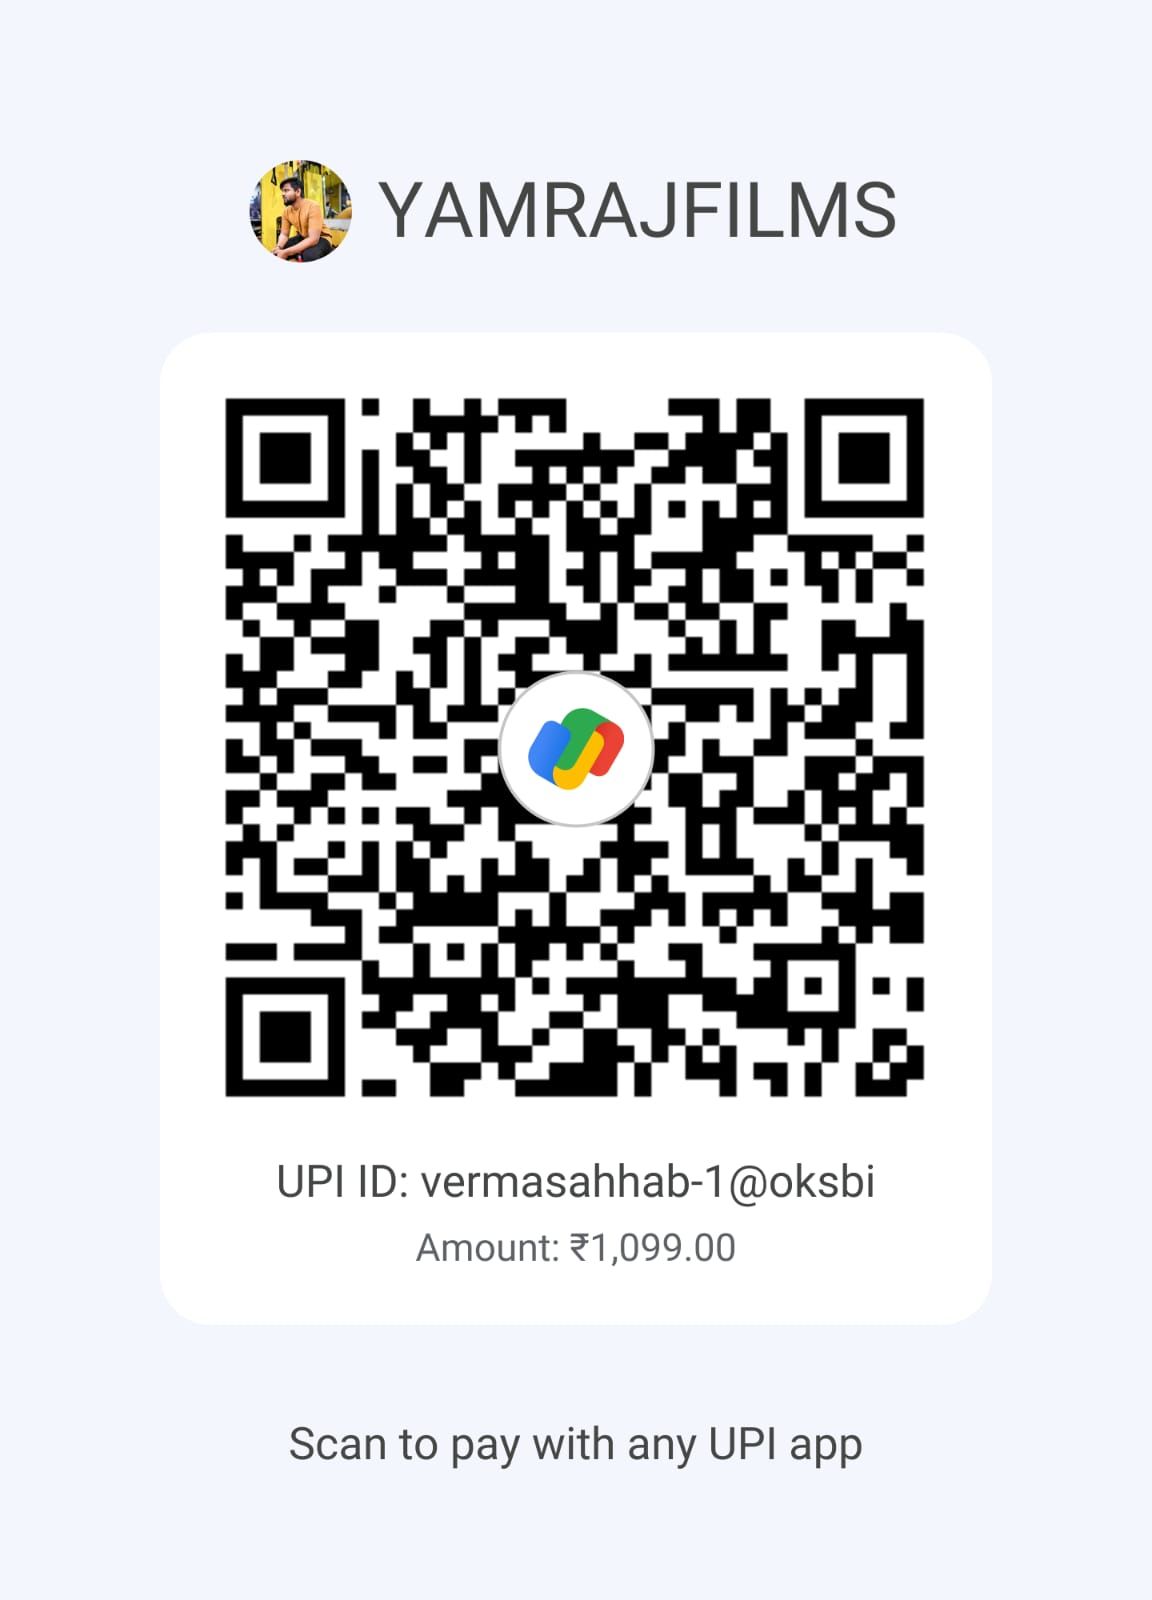 YAMRAJFILMS
UPI ID: vermasahhab-1@oksbi
Amount: ₹1,099.00
Scan to pay with any UPI app